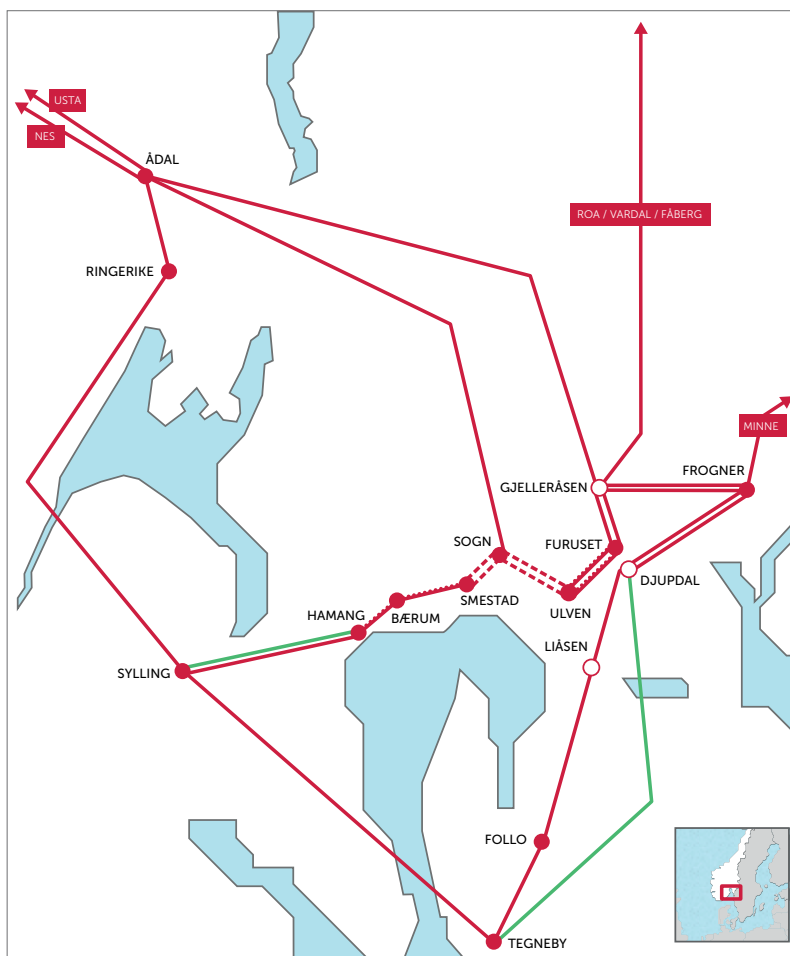 USTA
NES
ÅDAL
ROA / VARDAL / FÅBERG
RINGERIKE
MINNE
FROGNER
GJELLERÅSEN
SOGN
FURUSET
DJUPDAL
SMESTAD
ULVEN
BÆRUM
HAMANG
LIÅSEN
SYLLING
FOLLO
TEGNEBY